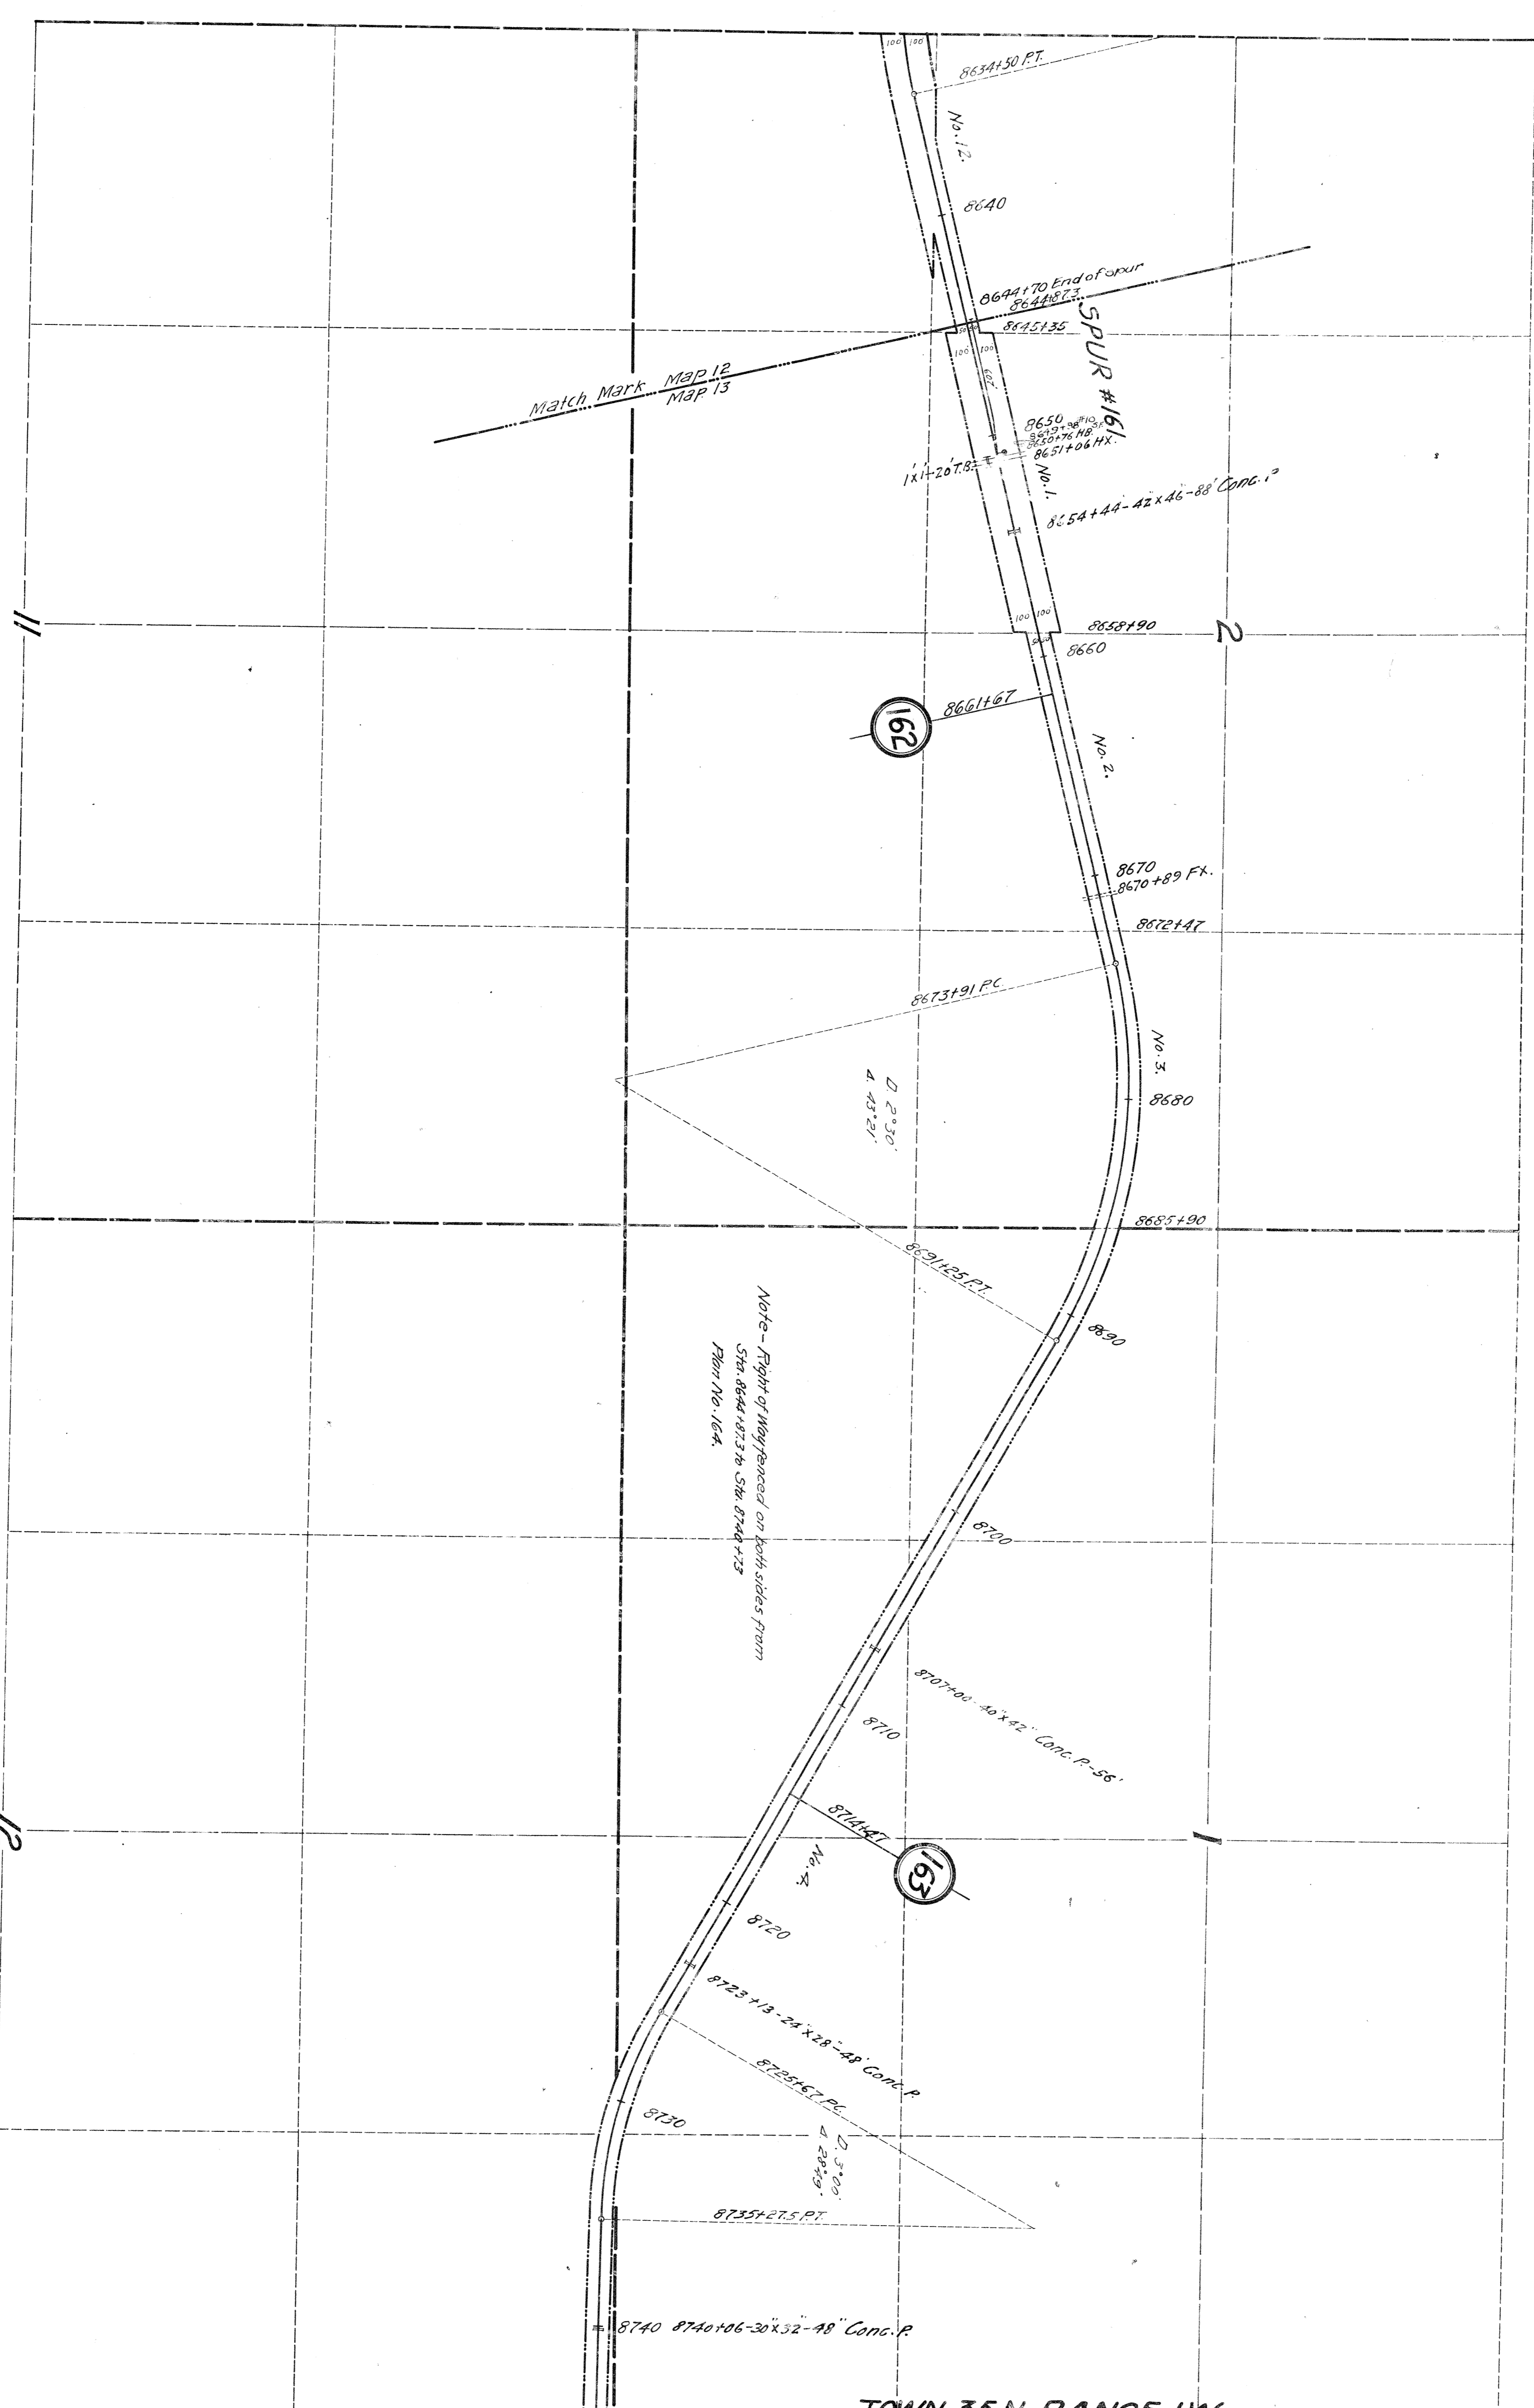 100' 100'
8634+50 P.T.
No. 12.
8640
8644+70 End of spur
8644+87.3
8645+35
SPUR #161
Match Mark Map 12
Map. 13
100' 100'
607'
8650
8650+76 HB.
8651+06 HX.
1'x1'-20' T.B.
No. 1.
8654+44-42"x46"-88' Conc. P
11
100' 100'
8658+90
2
8660
8661+67
162
No. 2.
8670
8670+89 FX.
8672+47
8673+91 P.C.
No. 3.
D. 2°30'
Δ. 43°21'
8680
8685+90
8691+25 P.T.
8690
Note - Right of Way fenced on both sides from
Sta. 8644+87.3 to Sta. 8740+73
Plan No. 164.
8700
8707+00-40"x42" Conc. P.-56'
8710
8714+47
163
1
12
No. 4.
8720
8723+13-24"x28"-48' Conc. P.
8725+67 P.C.
8730
D. 3°00'
Δ. 28°49'
8735+27.5 P.T.
8740 8740+06-30"x32"-48" Conc. P.